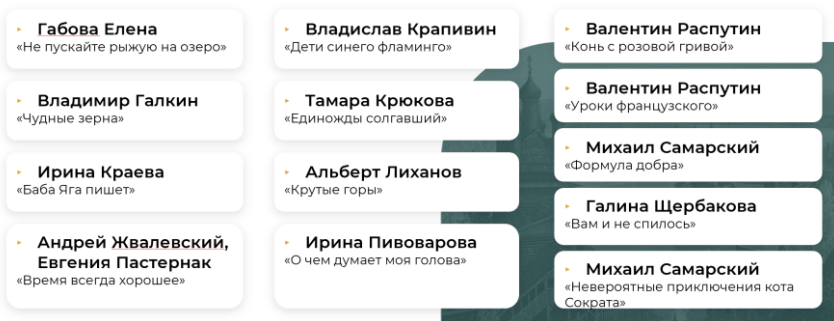 Габова Елена
«Не пускайте рыжую на озеро»
Владимир Галкин
«Чудные зерна»
Ирина Краева
«Баба Яга пишет»
Андрей Жвалевский,
Евгения Пастернак
«Время всегда хорошее»
Владислав Крапивин
«Дети синего фламинго»
Тамара Крюкова
«Единожды солгавший»
Альберт Лиханов
«Крутые горы»
Ирина Пивоварова
«О чем думает моя голова»
Валентин Распутин
«Конь с розовой гривой»
Валентин Распутин
«Уроки французского»
Михаил Самарский
«Формула добра»
Галина Щербакова
«Вам и не спилось»
Михаил Самарский
«Невероятные приключения кота
Сократа»